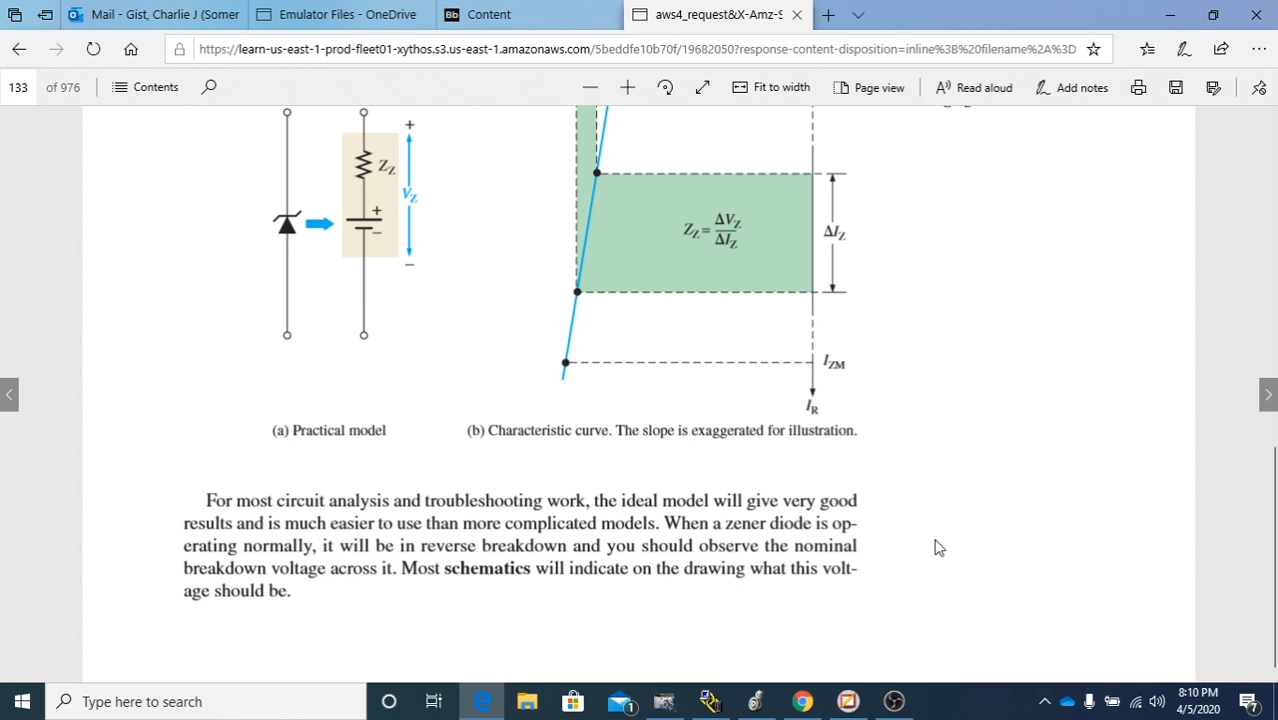 Mail - Gist, Charlie J (Somer
Emulator Files - OneDrive
Bb Content
aws4_request&X-Amz-S
https://learn-us-east-1-prod-fleet01-xythos.s3.us-east-1.amazonaws.com/5beddfe10b70f/19682050?response-content-disposition=inline%3B%20filename%2A%3D
133 of 976 Contents Fit to width Page view Read aloud Add notes
+
Z_Z
V_Z
+
−
−
Z_Z = ΔV_Z / ΔI_Z
ΔI_Z
I_ZM
I_R
(a) Practical model
(b) Characteristic curve. The slope is exaggerated for illustration.
For most circuit analysis and troubleshooting work, the ideal model will give very good
results and is much easier to use than more complicated models. When a zener diode is op-
erating normally, it will be in reverse breakdown and you should observe the nominal
breakdown voltage across it. Most schematics will indicate on the drawing what this volt-
age should be.
Type here to search
1
8:10 PM
4/5/2020
7